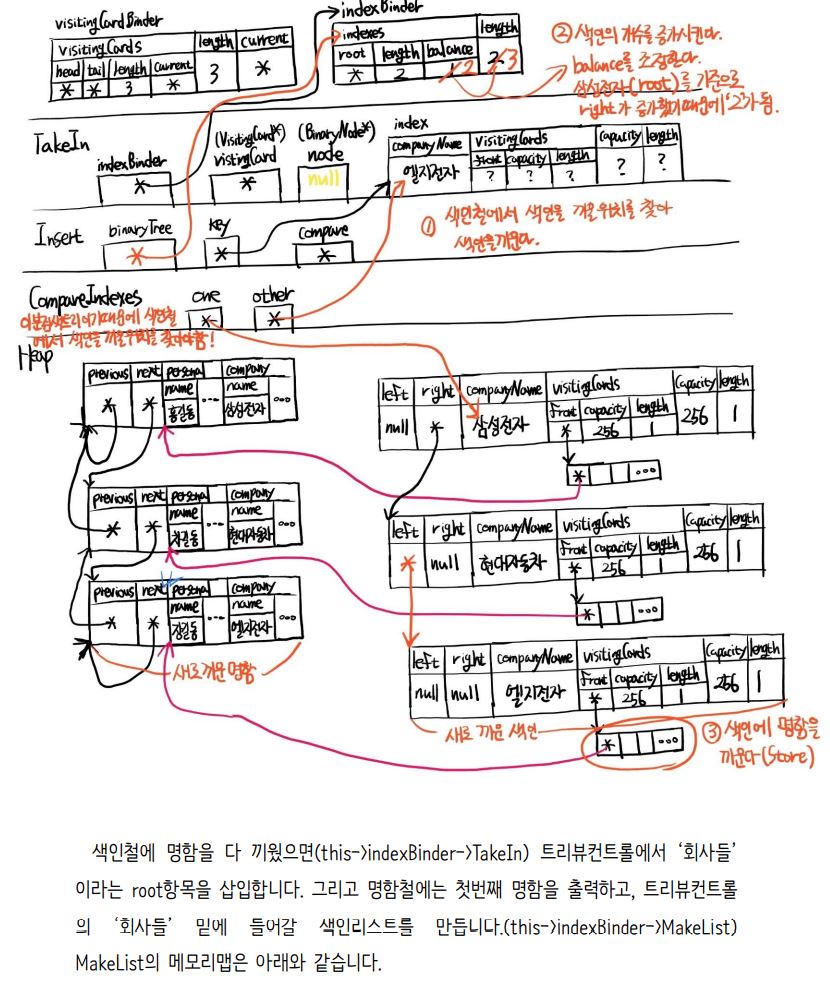 visitingCardBinder
visitingCards length current
head tail length current
* * 3 * 3 *
indexBinder
indexes length
root length balance
* 2 1 2 2 3
② 색인의 개수를 증가시킨다.
balance를 조정한다.
삼성전자(root)를 기준으로
right가 증가했기 때문에 '2'가 됨.
TakeIn
indexBinder
*
(VisitingCard*)
vistingCard
*
(BinaryNode*)
node
null
index
companyName visitingCards capacity length
front capacity length
엘지전자 ? ? ? ? ?
Insert
binaryTree key compare
* * *
① 색인철에서 색인을 끼울 위치를 찾아
색인을 끼운다.
CompareIndexes
one other
* *
이분검색트리이기 때문에 색인철
에서 색인을 끼울 위치를 찾아야 함!
Heap
previous next personal company
name name
* * 홍길동 ... 삼성전자 ...
left right companyName visitingCards capacity length
front capacity length
null * 삼성전자 * 256 1 256 1
* ...
previous next personal company
name name
* * 최길동 ... 현대자동차 ...
left right companyName visitingCards capacity length
front capacity length
* null 현대자동차 * 256 1 256 1
* ...
previous next personal company
name name
* * 김길동 ... 엘지전자 ...
새로 끼운 명함
left right companyName visitingCards capacity length
front capacity length
null null 엘지전자 * 256 1 256 1
새로 끼운 색인
* ...
③ 색인에 명함을
끼운다(Store)
색인철에 명함을 다 끼웠으면(this->indexBinder->TakeIn) 트리뷰컨트롤에서 '회사들'
이라는 root항목을 삽입합니다. 그리고 명함철에는 첫번째 명함을 출력하고, 트리뷰컨트롤
의 '회사들' 밑에 들어갈 색인리스트를 만듭니다.(this->indexBinder->MakeList)
MakeList의 메모리맵은 아래와 같습니다.